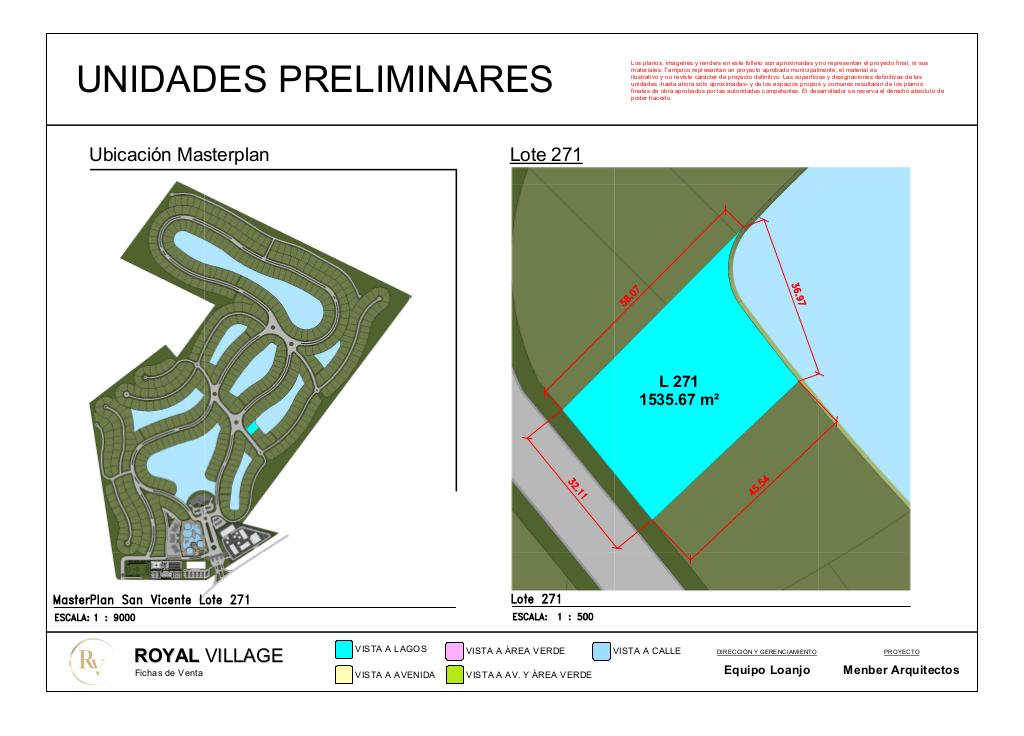 UNIDADES PRELIMINARES
Los planos, imágenes y renders en este folleto son aproximadas y no representan el proyecto final, ni sus
materiales. Tampoco representan un proyecto aprobado municipalmente, el material es
ilustrativo y no reviste carácter de proyecto definitivo. Las superficies y designaciones definitivas de las
unidades -hasta ahora sólo aproximadas- y de los espacios propios y comunes resultarán de los planos
finales de obra aprobados por las autoridades competentes. El desarrollador se reserva el derecho absoluto de
poder hacerlo.
Ubicación Masterplan
Lote 271
58.07
36.97
L 271
1535.67 m²
32.11
45.54
MasterPlan San Vicente Lote 271
ESCALA: 1 : 9000
Lote 271
ESCALA: 1 : 500
RV
ROYAL VILLAGE
Fichas de Venta
VISTA A LAGOS
VISTA A ÁREA VERDE
VISTA A CALLE
VISTA A AVENIDA
VISTA A AV. Y ÁREA VERDE
DIRECCIÓN Y GERENCIAMIENTO
Equipo Loanjo
PROYECTO
Menber Arquitectos